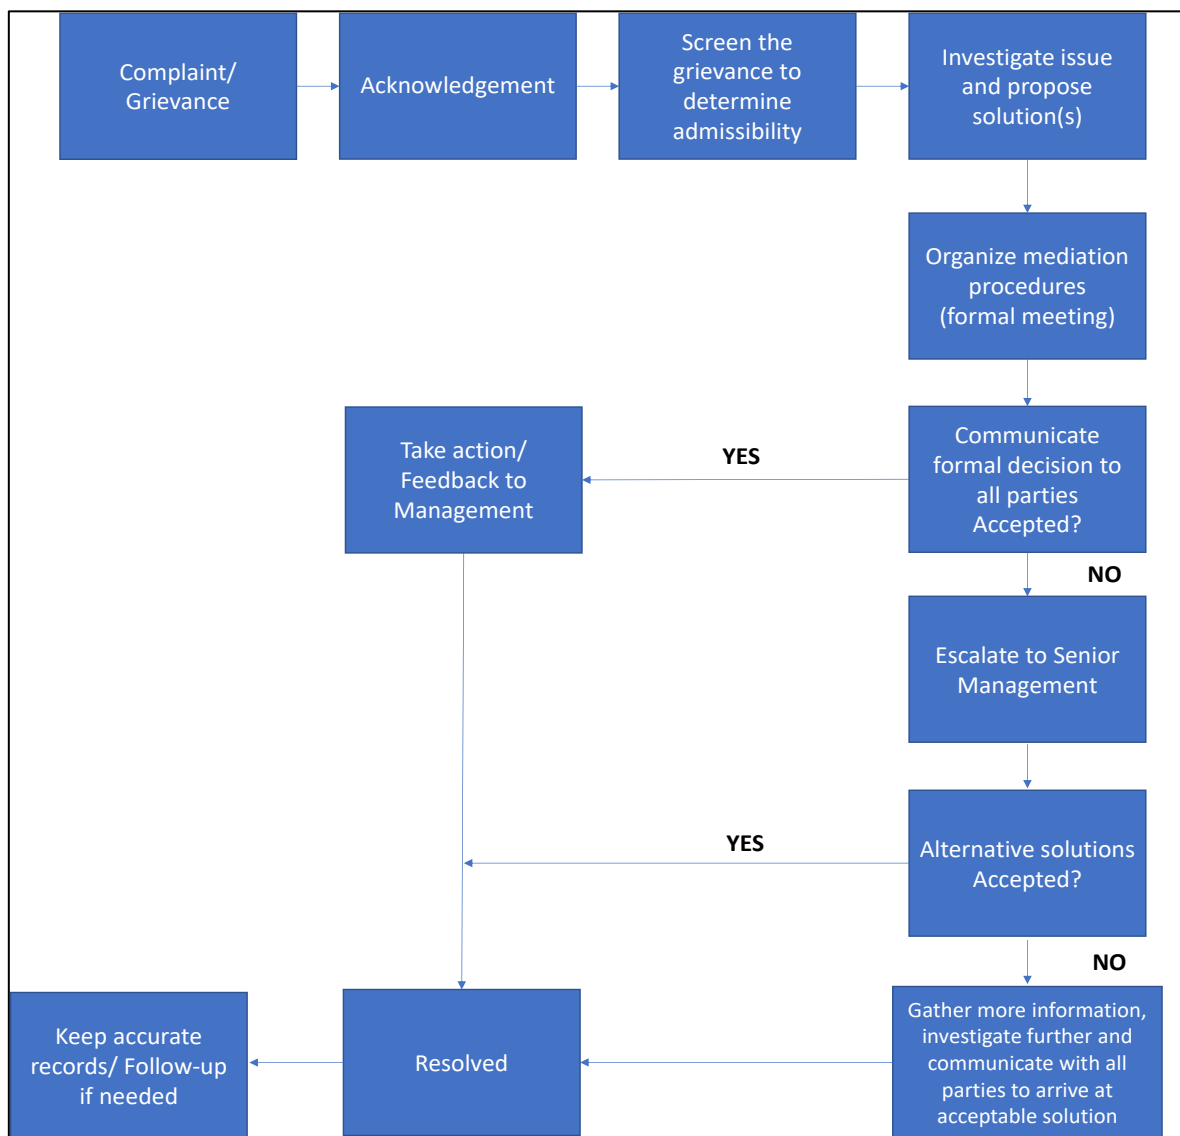 Complaint/
Grievance
Acknowledgement
Screen the
grievance to
determine
admissibility
Investigate issue
and propose
solution(s)
Organize mediation
procedures
(formal meeting)
Communicate
formal decision to
all parties
Accepted?
YES
Take action/
Feedback to
Management
NO
Escalate to Senior
Management
Alternative solutions
Accepted?
YES
NO
Gather more information,
investigate further and
communicate with all
parties to arrive at
acceptable solution
Resolved
Keep accurate
records/ Follow-up
if needed